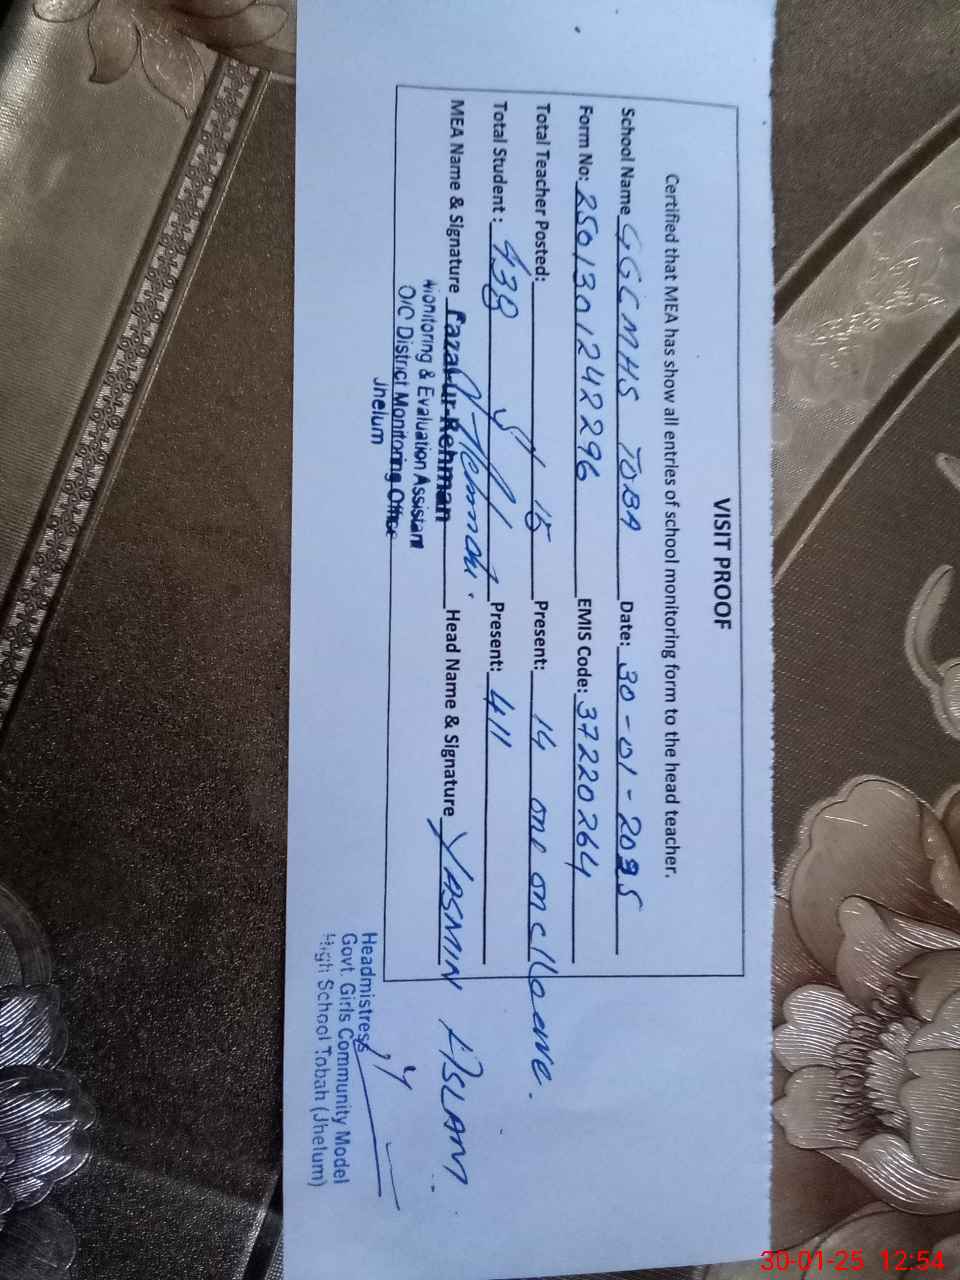 VISIT PROOF
Certified that MEA has show all entries of school monitoring form to the head teacher.
School Name GGCMHS TOBA Date: 30-01-2025
Form No: 2501301242296 EMIS Code: 37220264
Total Teacher Posted: 15 Present: 14 one on c/leave.
Total Student: 438 Present: 411
MEA Name & Signature Fazal-ur-Rehman Head Name & Signature YASMIN ASLAM
Monitoring & Evaluation Assistant
O/C District Monitoring Office
Jhelum
Headmistress
Govt. Girls Community Model
High School Tobah (Jhelum)
30-01-25 12:54